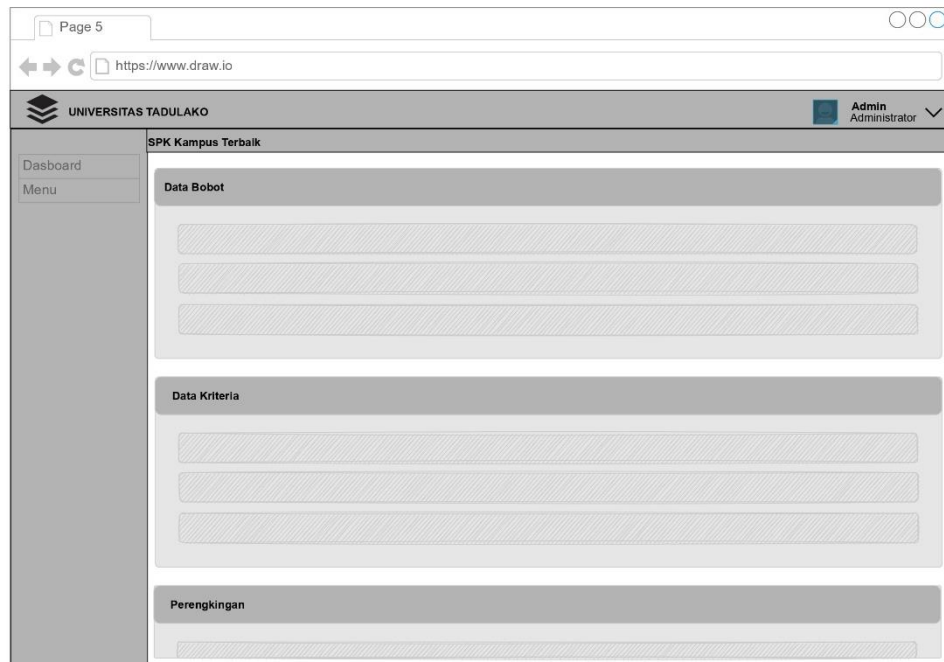 Page 5
https://www.draw.io
UNIVERSITAS TADULAKO
Admin
Administrator
SPK Kampus Terbaik
Dasboard
Menu
Data Bobot
Data Kriteria
Perengkingan